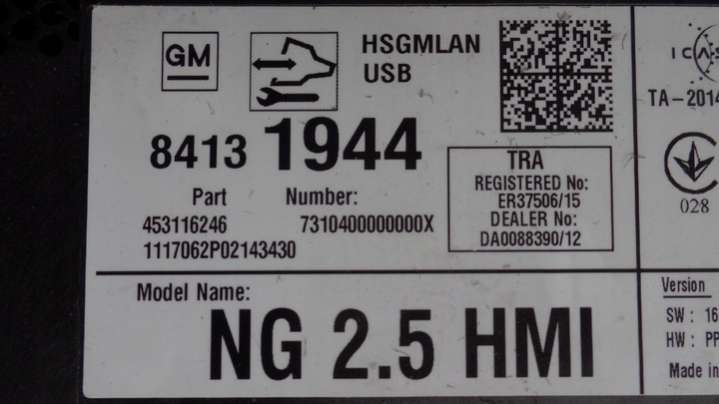 GM
HSGMLAN
USB
8413 1944
Part Number:
453116246 7310400000000X
1117062P02143430
TRA
REGISTERED No:
ER37506/15
DEALER No:
DA0088390/12
ICAS
TA-2014
028
Model Name:
NG 2.5 HMI
Version
SW : 16
HW : PP
Made in